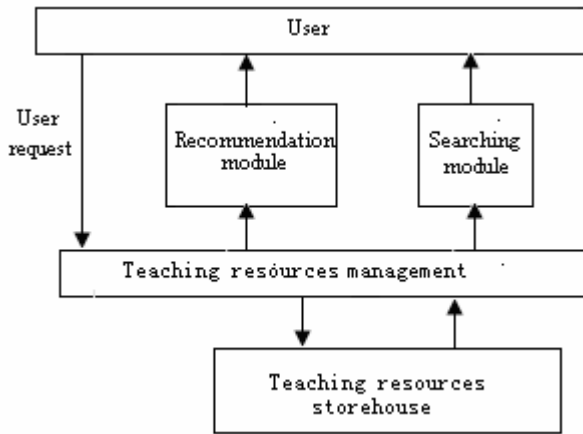 User
User
request
Recommendation
module
Searching
module
Teaching resources management
Teaching resources
storehouse